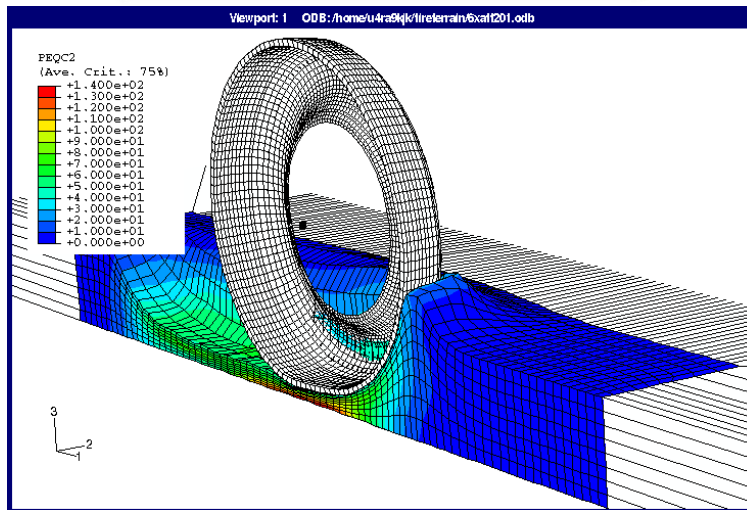 Viewport: 1 ODB: /home/u4ra9kjk/tireterrain/6xaff201.odb
PEQC2
(Ave. Crit.: 75%)
+1.400e+02
+1.300e+02
+1.200e+02
+1.100e+02
+1.000e+02
+9.000e+01
+8.000e+01
+7.000e+01
+6.000e+01
+5.000e+01
+4.000e+01
+3.000e+01
+2.000e+01
+1.000e+01
+0.000e+00
3
2
1